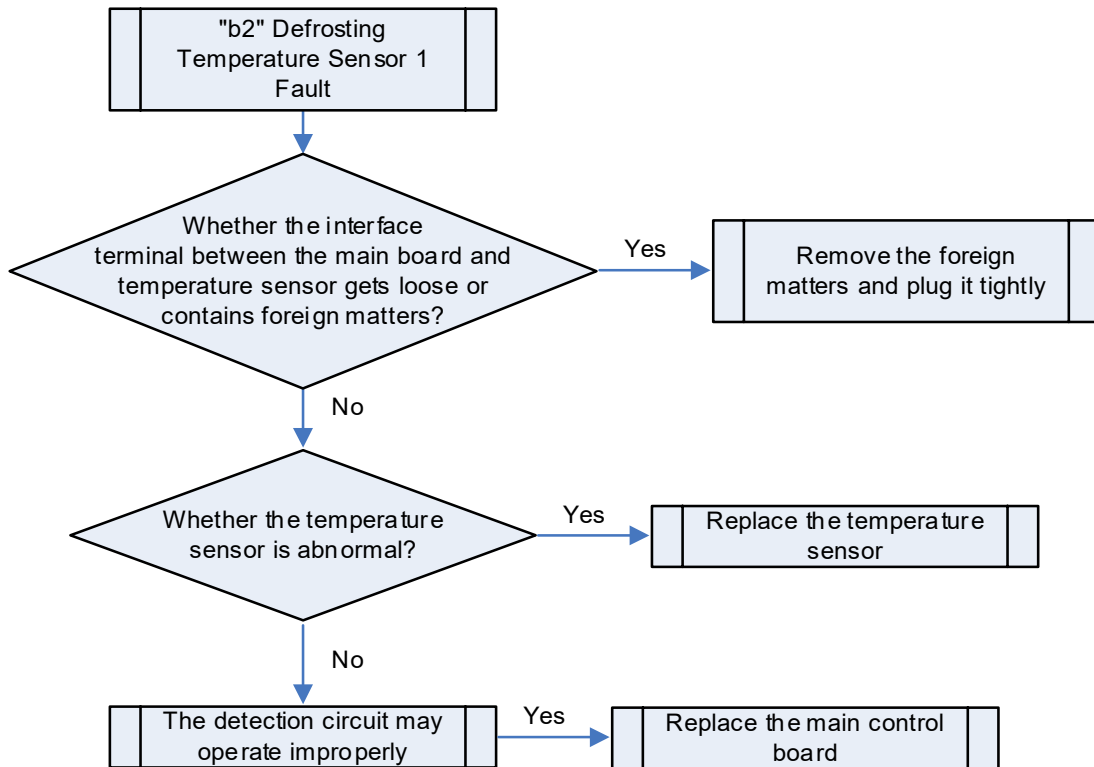 "b2" Defrosting
Temperature Sensor 1
Fault
Whether the interface
terminal between the main board and
temperature sensor gets loose or
contains foreign matters?
Yes
Remove the foreign
matters and plug it tightly
No
Whether the temperature
sensor is abnormal?
Yes
Replace the temperature
sensor
No
The detection circuit may
operate improperly
Yes
Replace the main control
board